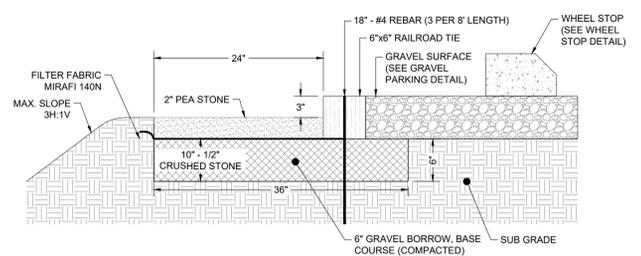 18" - #4 REBAR (3 PER 8' LENGTH)
6"x6" RAILROAD TIE
WHEEL STOP
(SEE WHEEL
STOP DETAIL)
24"
GRAVEL SURFACE
(SEE GRAVEL
PARKING DETAIL)
FILTER FABRIC
MIRAFI 140N
2" PEA STONE
3"
MAX. SLOPE
3H:1V
10" - 1/2"
CRUSHED STONE
6"
36"
6" GRAVEL BORROW, BASE
COURSE (COMPACTED)
SUB GRADE